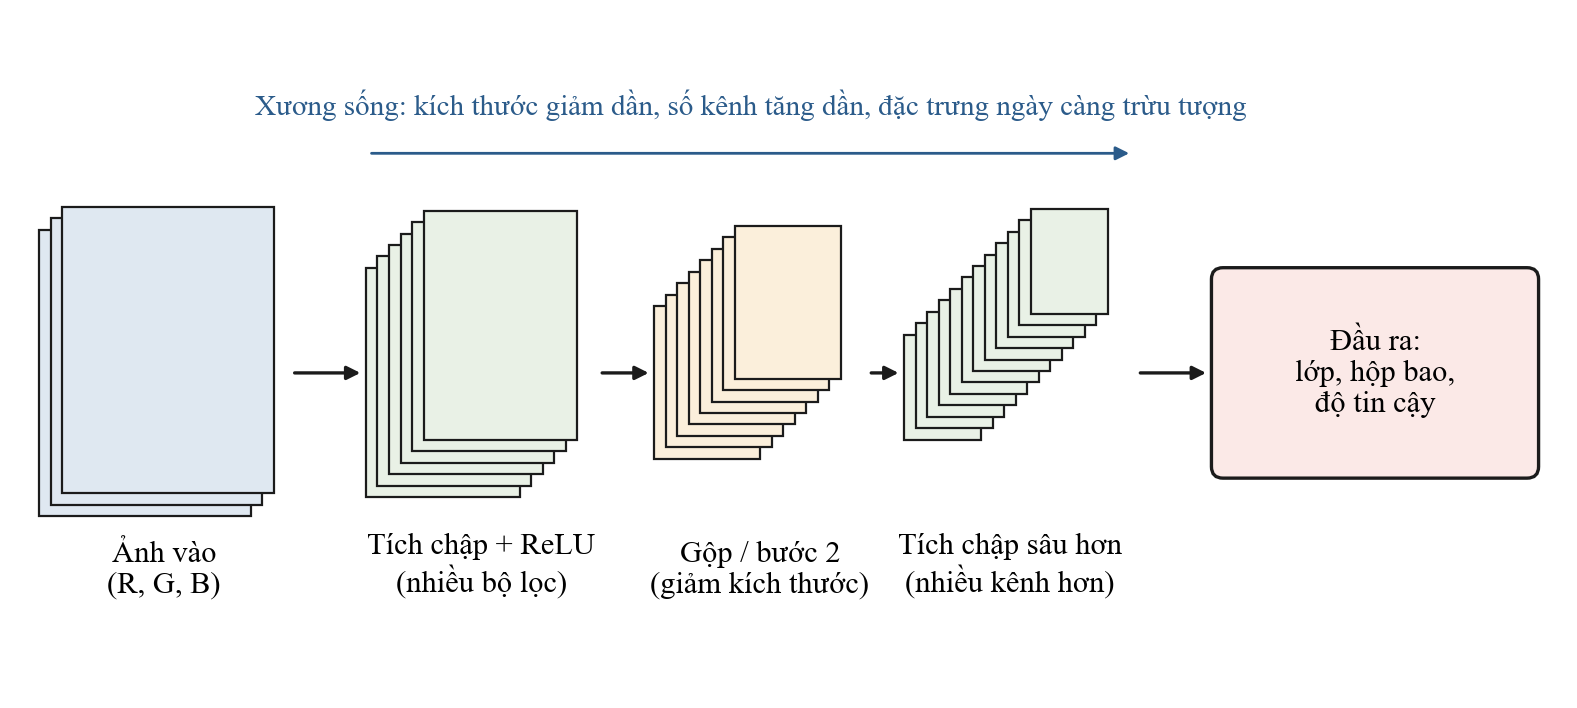 Xương sống: kích thước giảm dần, số kênh tăng dần, đặc trưng ngày càng trừu tượng
Ảnh vào
(R, G, B)
Tích chập + ReLU
(nhiều bộ lọc)
Gộp / bước 2
(giảm kích thước)
Tích chập sâu hơn
(nhiều kênh hơn)
Đầu ra:
lớp, hộp bao,
độ tin cậy